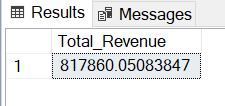 Results Messages
Total_Revenue
1 817860.05083847